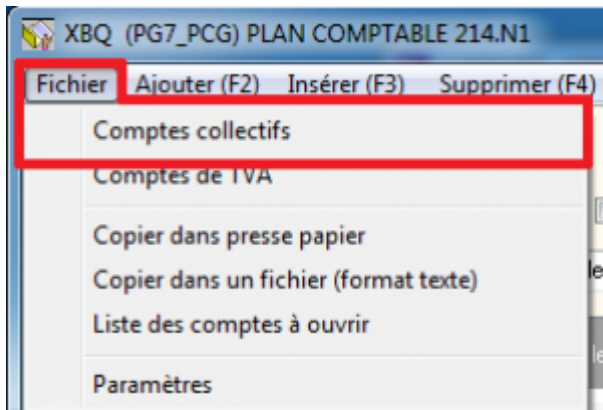 XBQ (PG7_PCG) PLAN COMPTABLE 214.N1
Fichier Ajouter (F2) Insérer (F3) Supprimer (F4)
Comptes collectifs
Comptes de TVA
Copier dans presse papier
Copier dans un fichier (format texte)
Liste des comptes à ouvrir
Paramètres